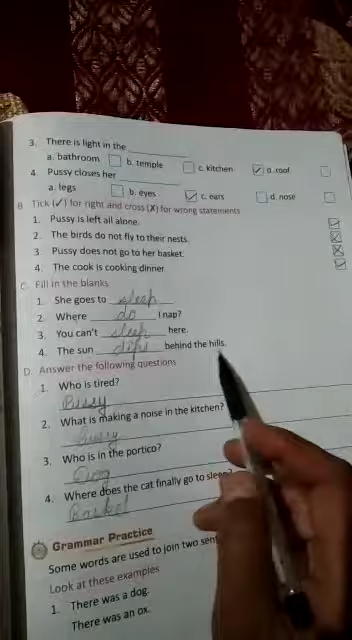 3. There is light in the ________
a. bathroom b. temple c. kitchen ✓ d. roof
4. Pussy closes her ________
a. legs b. eyes ✓ c. ears d. nose
B. Tick (✓) for right and cross (X) for wrong statements
1. Pussy is left all alone. ✓
2. The birds do not fly to their nests. X
3. Pussy does not go to her basket. X
4. The cook is cooking dinner. ✓
C. Fill in the blanks
1. She goes to sleep
2. Where do I nap?
3. You can't sleep here.
4. The sun dips behind the hills.
D. Answer the following questions
1. Who is tired?
Pussy
2. What is making a noise in the kitchen?
Pussy
3. Who is in the portico?
Dog
4. Where does the cat finally go to sleep?
Basket
Grammar Practice
Some words are used to join two
Look at these examples
1. There was a dog.
There was an ox.